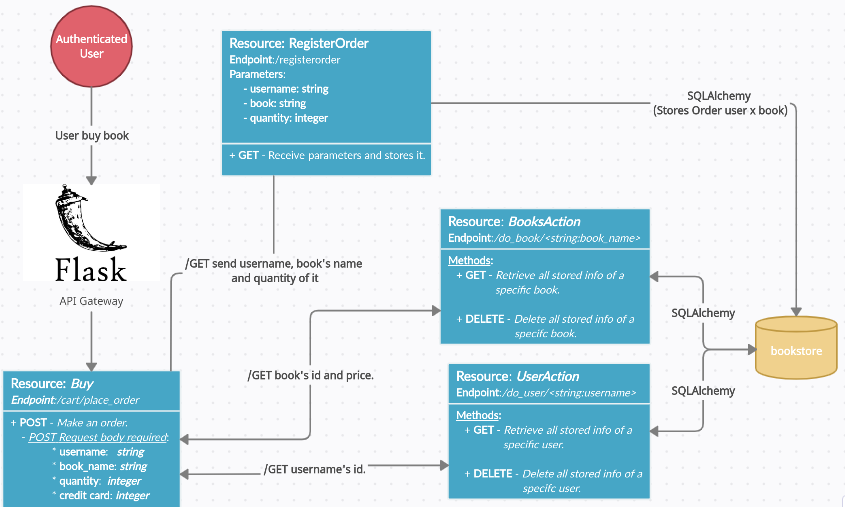 Authenticated
User
User buy book
Flask
API Gateway
Resource: RegisterOrder
Endpoint:/registerorder
Parameters:
- username: string
- book: string
- quantity: integer
+ GET - Receive parameters and stores it.
SQLAlchemy
(Stores Order user x book)
/GET send username, book's name
and quantity of it
Resource: BooksAction
Endpoint:/do_book/<string:book_name>
Methods:
+ GET - Retrieve all stored info of a
specific book.
+ DELETE - Delete all stored info of a
specifc book.
SQLAlchemy
bookstore
SQLAlchemy
/GET book's id and price.
Resource: UserAction
Endpoint:/do_user/<string:username>
Methods:
+ GET - Retrieve all stored info of a
specific user.
+ DELETE - Delete all stored info of a
specifc user.
/GET username's id.
Resource: Buy
Endpoint:/cart/place_order
+ POST - Make an order.
- POST Request body required:
* username: string
* book_name: string
* quantity: integer
* credit card: integer